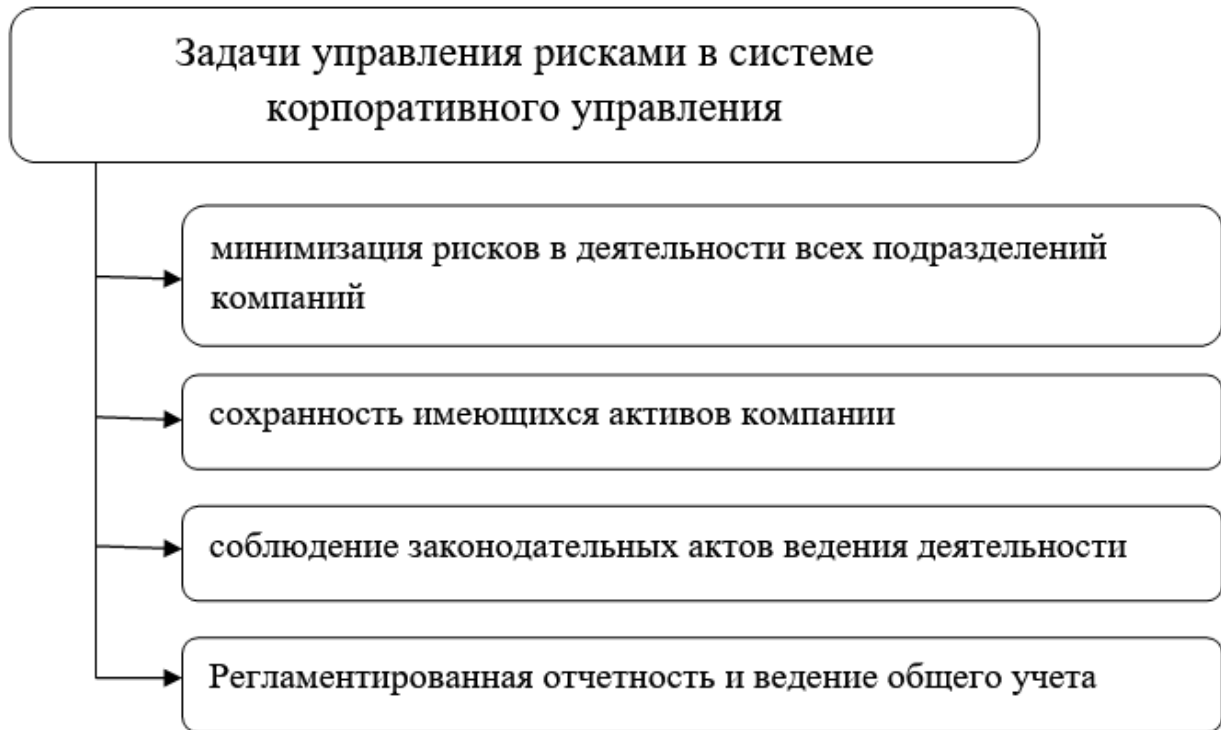 Задачи управления рисками в системе
корпоративного управления
минимизация рисков в деятельности всех подразделений
компаний
сохранность имеющихся активов компании
соблюдение законодательных актов ведения деятельности
Регламентированная отчетность и ведение общего учета